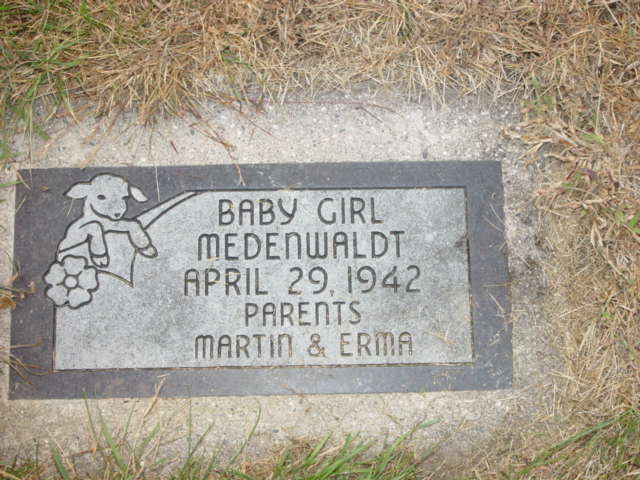 BABY GIRL
MEDENWALDT
APRIL 29, 1942
PARENTS
MARTIN & ERMA